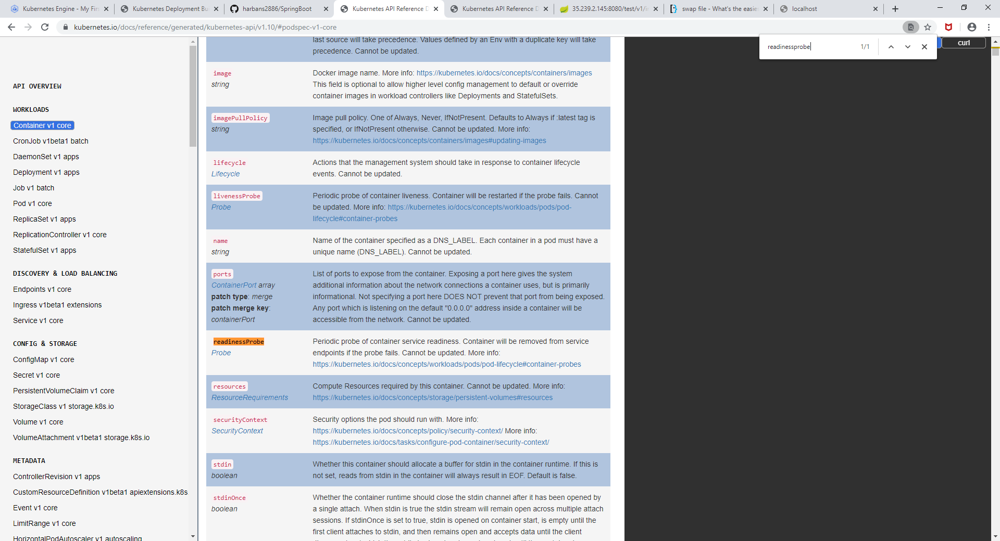 Kubernetes Engine - My Fir
Kubernetes Deployment Bu
harbans2886/SpringBoot
Kubernetes API Reference D
Kubernetes API Reference D
35.239.2.145:8080/test/v1/in
swap file - What's the easie
localhost
kubernetes.io/docs/reference/generated/kubernetes-api/v1.10/#podspec-v1-core
readinessprobe 1/1
curl
API OVERVIEW
WORKLOADS
Container v1 core
CronJob v1beta1 batch
DaemonSet v1 apps
Deployment v1 apps
Job v1 batch
Pod v1 core
ReplicaSet v1 apps
ReplicationController v1 core
StatefulSet v1 apps
DISCOVERY & LOAD BALANCING
Endpoints v1 core
Ingress v1beta1 extensions
Service v1 core
CONFIG & STORAGE
ConfigMap v1 core
Secret v1 core
PersistentVolumeClaim v1 core
StorageClass v1 storage.k8s.io
Volume v1 core
VolumeAttachment v1beta1 storage.k8s.io
METADATA
ControllerRevision v1 apps
CustomResourceDefinition v1beta1 apiextensions.k8s
Event v1 core
LimitRange v1 core
HorizontalPodAutoscaler v1 autoscaling
last source will take precedence. Values defined by an Env with a duplicate key will take
precedence. Cannot be updated.
image
string
Docker image name. More info: https://kubernetes.io/docs/concepts/containers/images
This field is optional to allow higher level config management to default or override
container images in workload controllers like Deployments and StatefulSets.
imagePullPolicy
string
Image pull policy. One of Always, Never, IfNotPresent. Defaults to Always if :latest tag is
specified, or IfNotPresent otherwise. Cannot be updated. More info:
https://kubernetes.io/docs/concepts/containers/images#updating-images
lifecycle
Lifecycle
Actions that the management system should take in response to container lifecycle
events. Cannot be updated.
livenessProbe
Probe
Periodic probe of container liveness. Container will be restarted if the probe fails. Cannot
be updated. More info: https://kubernetes.io/docs/concepts/workloads/pods/pod-
lifecycle#container-probes
name
string
Name of the container specified as a DNS_LABEL. Each container in a pod must have a
unique name (DNS_LABEL). Cannot be updated.
ports
ContainerPort array
patch type: merge
patch merge key:
containerPort
List of ports to expose from the container. Exposing a port here gives the system
additional information about the network connections a container uses, but is primarily
informational. Not specifying a port here DOES NOT prevent that port from being exposed.
Any port which is listening on the default "0.0.0.0" address inside a container will be
accessible from the network. Cannot be updated.
readinessProbe
Probe
Periodic probe of container service readiness. Container will be removed from service
endpoints if the probe fails. Cannot be updated. More info:
https://kubernetes.io/docs/concepts/workloads/pods/pod-lifecycle#container-probes
resources
ResourceRequirements
Compute Resources required by this container. Cannot be updated. More info:
https://kubernetes.io/docs/concepts/storage/persistent-volumes#resources
securityContext
SecurityContext
Security options the pod should run with. More info:
https://kubernetes.io/docs/concepts/policy/security-context/ More info:
https://kubernetes.io/docs/tasks/configure-pod-container/security-context/
stdin
boolean
Whether this container should allocate a buffer for stdin in the container runtime. If this is
not set, reads from stdin in the container will always result in EOF. Default is false.
stdinOnce
boolean
Whether the container runtime should close the stdin channel after it has been opened by
a single attach. When stdin is true the stdin stream will remain open across multiple attach
sessions. If stdinOnce is set to true, stdin is opened on container start, is empty until the
first client attaches to stdin, and then remains open and accepts data until the client